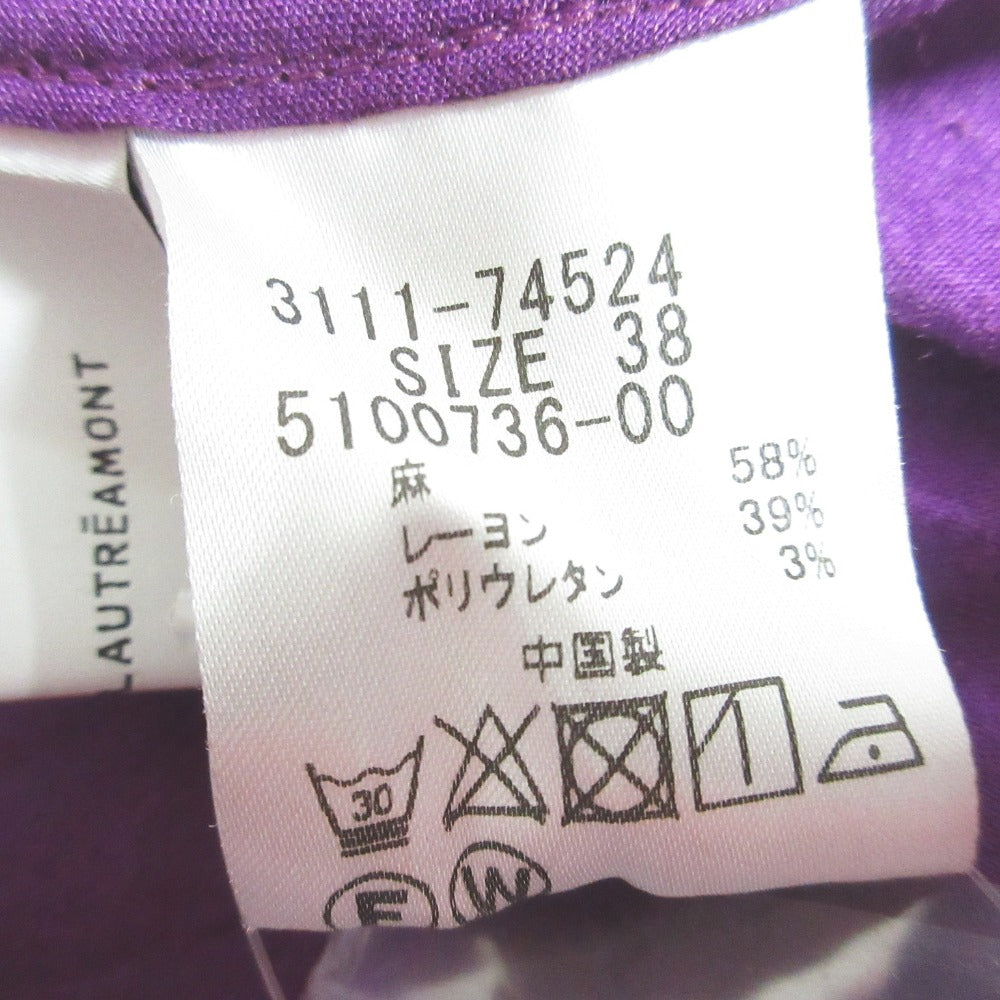 3111-74524
SIZE 38
5100736-00
麻 58%
レーヨン 39%
ポリウレタン 3%
中国製
30
E W
LAUTRĒAMONT